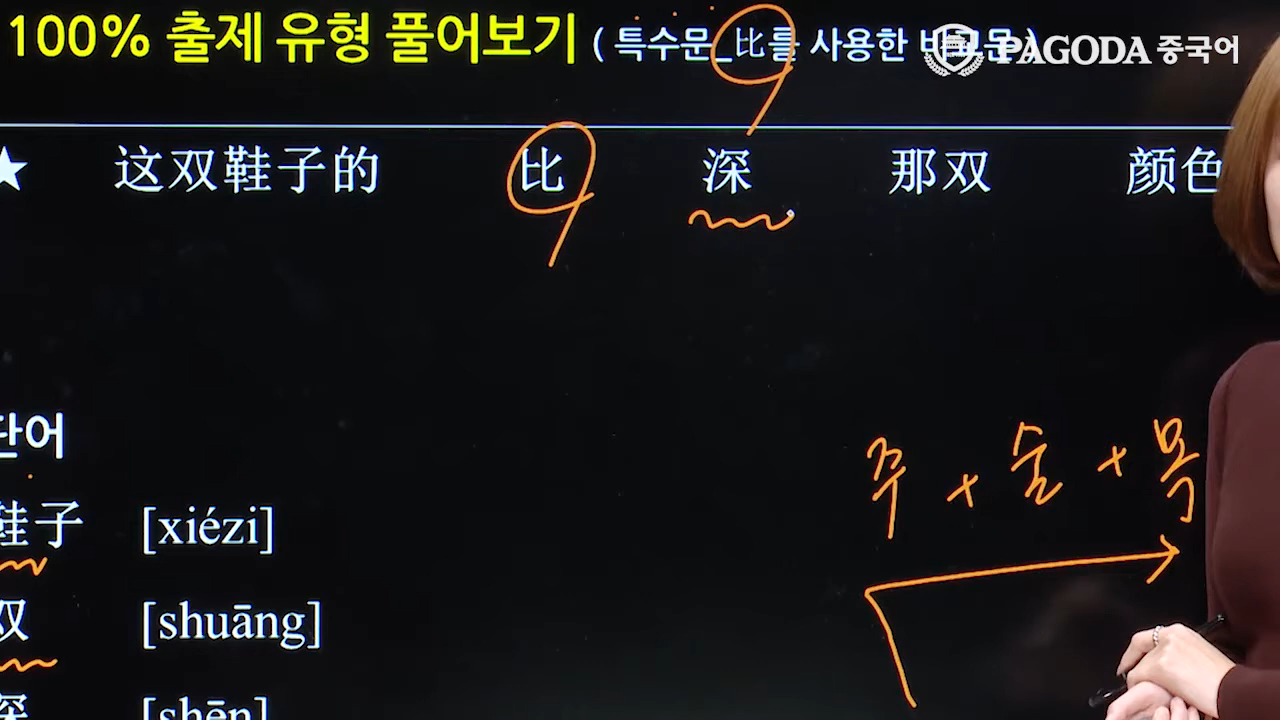 100% 출제 유형 풀어보기 ( 특수문_比를 사용한 비교문 )
PAGODA 중국어
★ 这双鞋子的 比 深 那双 颜色
단어
주 + 술 + 목
鞋子 [xiézi]
双 [shuāng]
深 [shēn]